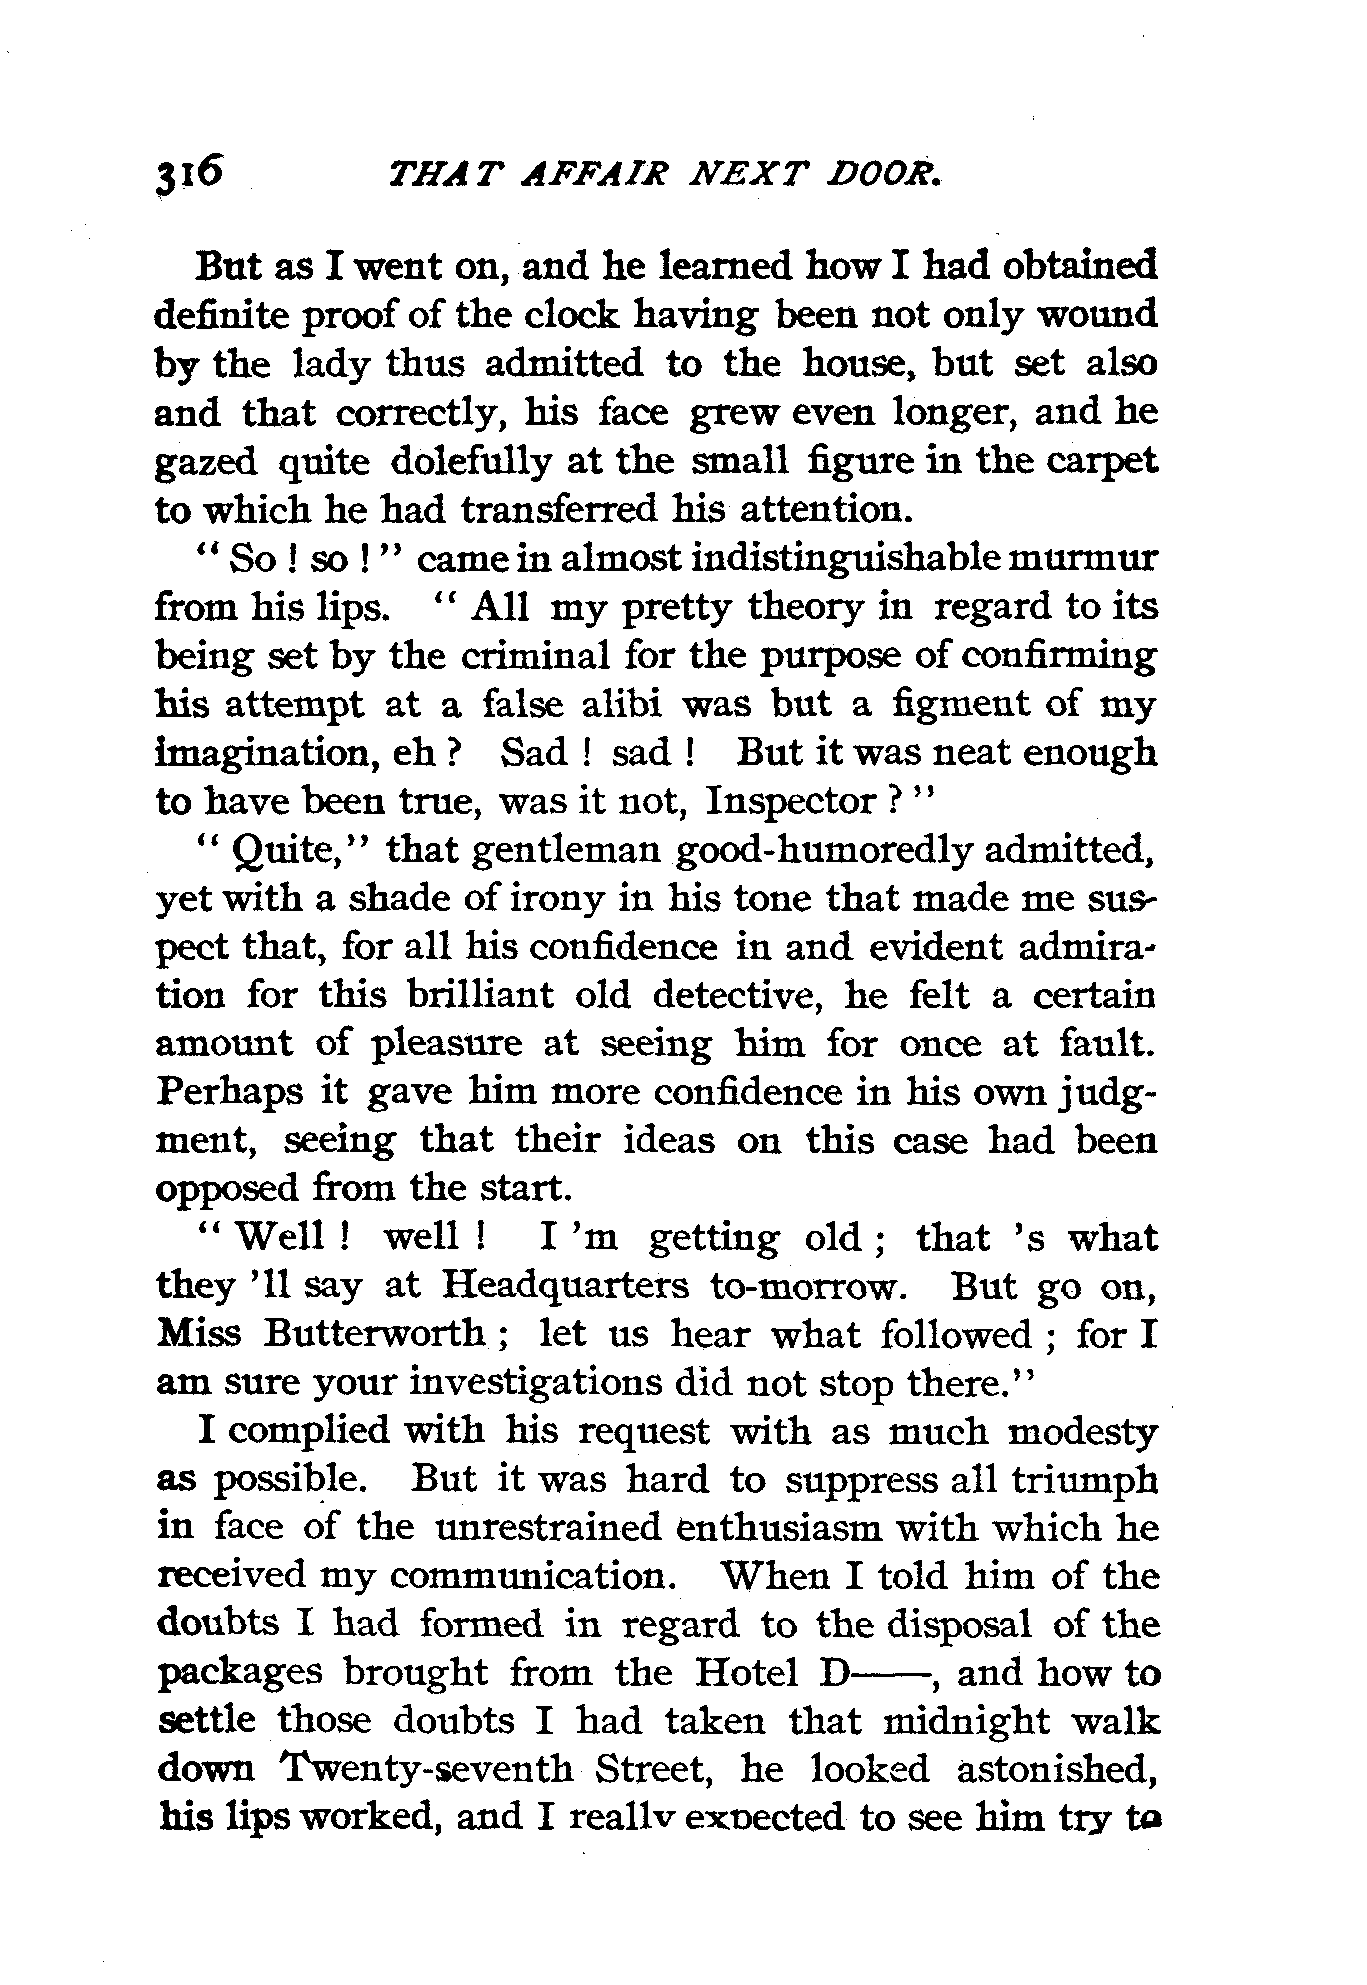 316 THAT AFFAIR NEXT DOOR.
But as I went on, and he learned how I had obtained
definite proof of the clock having been not only wound
by the lady thus admitted to the house, but set also
and that correctly, his face grew even longer, and he
gazed quite dolefully at the small figure in the carpet
to which he had transferred his attention.
“ So ! so ! ” came in almost indistinguishable murmur
from his lips. “ All my pretty theory in regard to its
being set by the criminal for the purpose of confirming
his attempt at a false alibi was but a figment of my
imagination, eh ? Sad ! sad ! But it was neat enough
to have been true, was it not, Inspector ? ”
“ Quite,” that gentleman good-humoredly admitted,
yet with a shade of irony in his tone that made me sus-
pect that, for all his confidence in and evident admira-
tion for this brilliant old detective, he felt a certain
amount of pleasure at seeing him for once at fault.
Perhaps it gave him more confidence in his own judg-
ment, seeing that their ideas on this case had been
opposed from the start.
“ Well ! well ! I ’m getting old ; that ’s what
they ’ll say at Headquarters to-morrow. But go on,
Miss Butterworth ; let us hear what followed ; for I
am sure your investigations did not stop there.”
I complied with his request with as much modesty
as possible. But it was hard to suppress all triumph
in face of the unrestrained enthusiasm with which he
received my communication. When I told him of the
doubts I had formed in regard to the disposal of the
packages brought from the Hotel D——, and how to
settle those doubts I had taken that midnight walk
down Twenty-seventh Street, he looked astonished,
his lips worked, and I really expected to see him try to